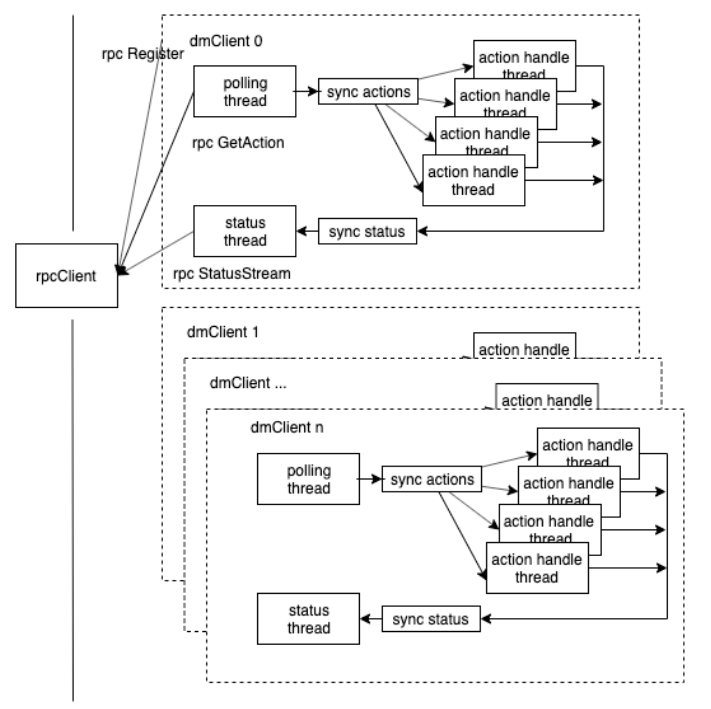 rpc Register
dmClient 0
polling
thread
sync actions
action handle
thread
action handle
thread
action handle
thread
action handle
thread
rpc GetAction
status
thread
sync status
rpc StatusStream
rpcClient
dmClient 1
action handle
dmClient ...
action handle
dmClient n
polling
thread
sync actions
action handle
thread
action handle
thread
action handle
thread
action handle
thread
status
thread
sync status